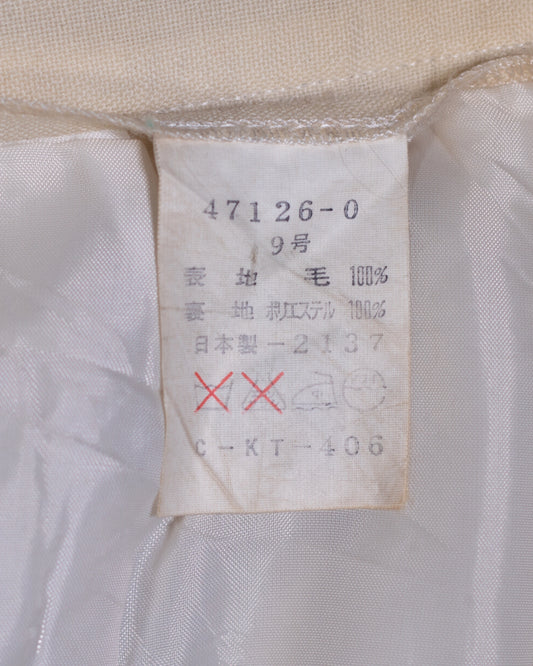 47126-0
9号
表地 毛 100%
裏地 ポリエステル 100%
日本製-2137
C-KT-406